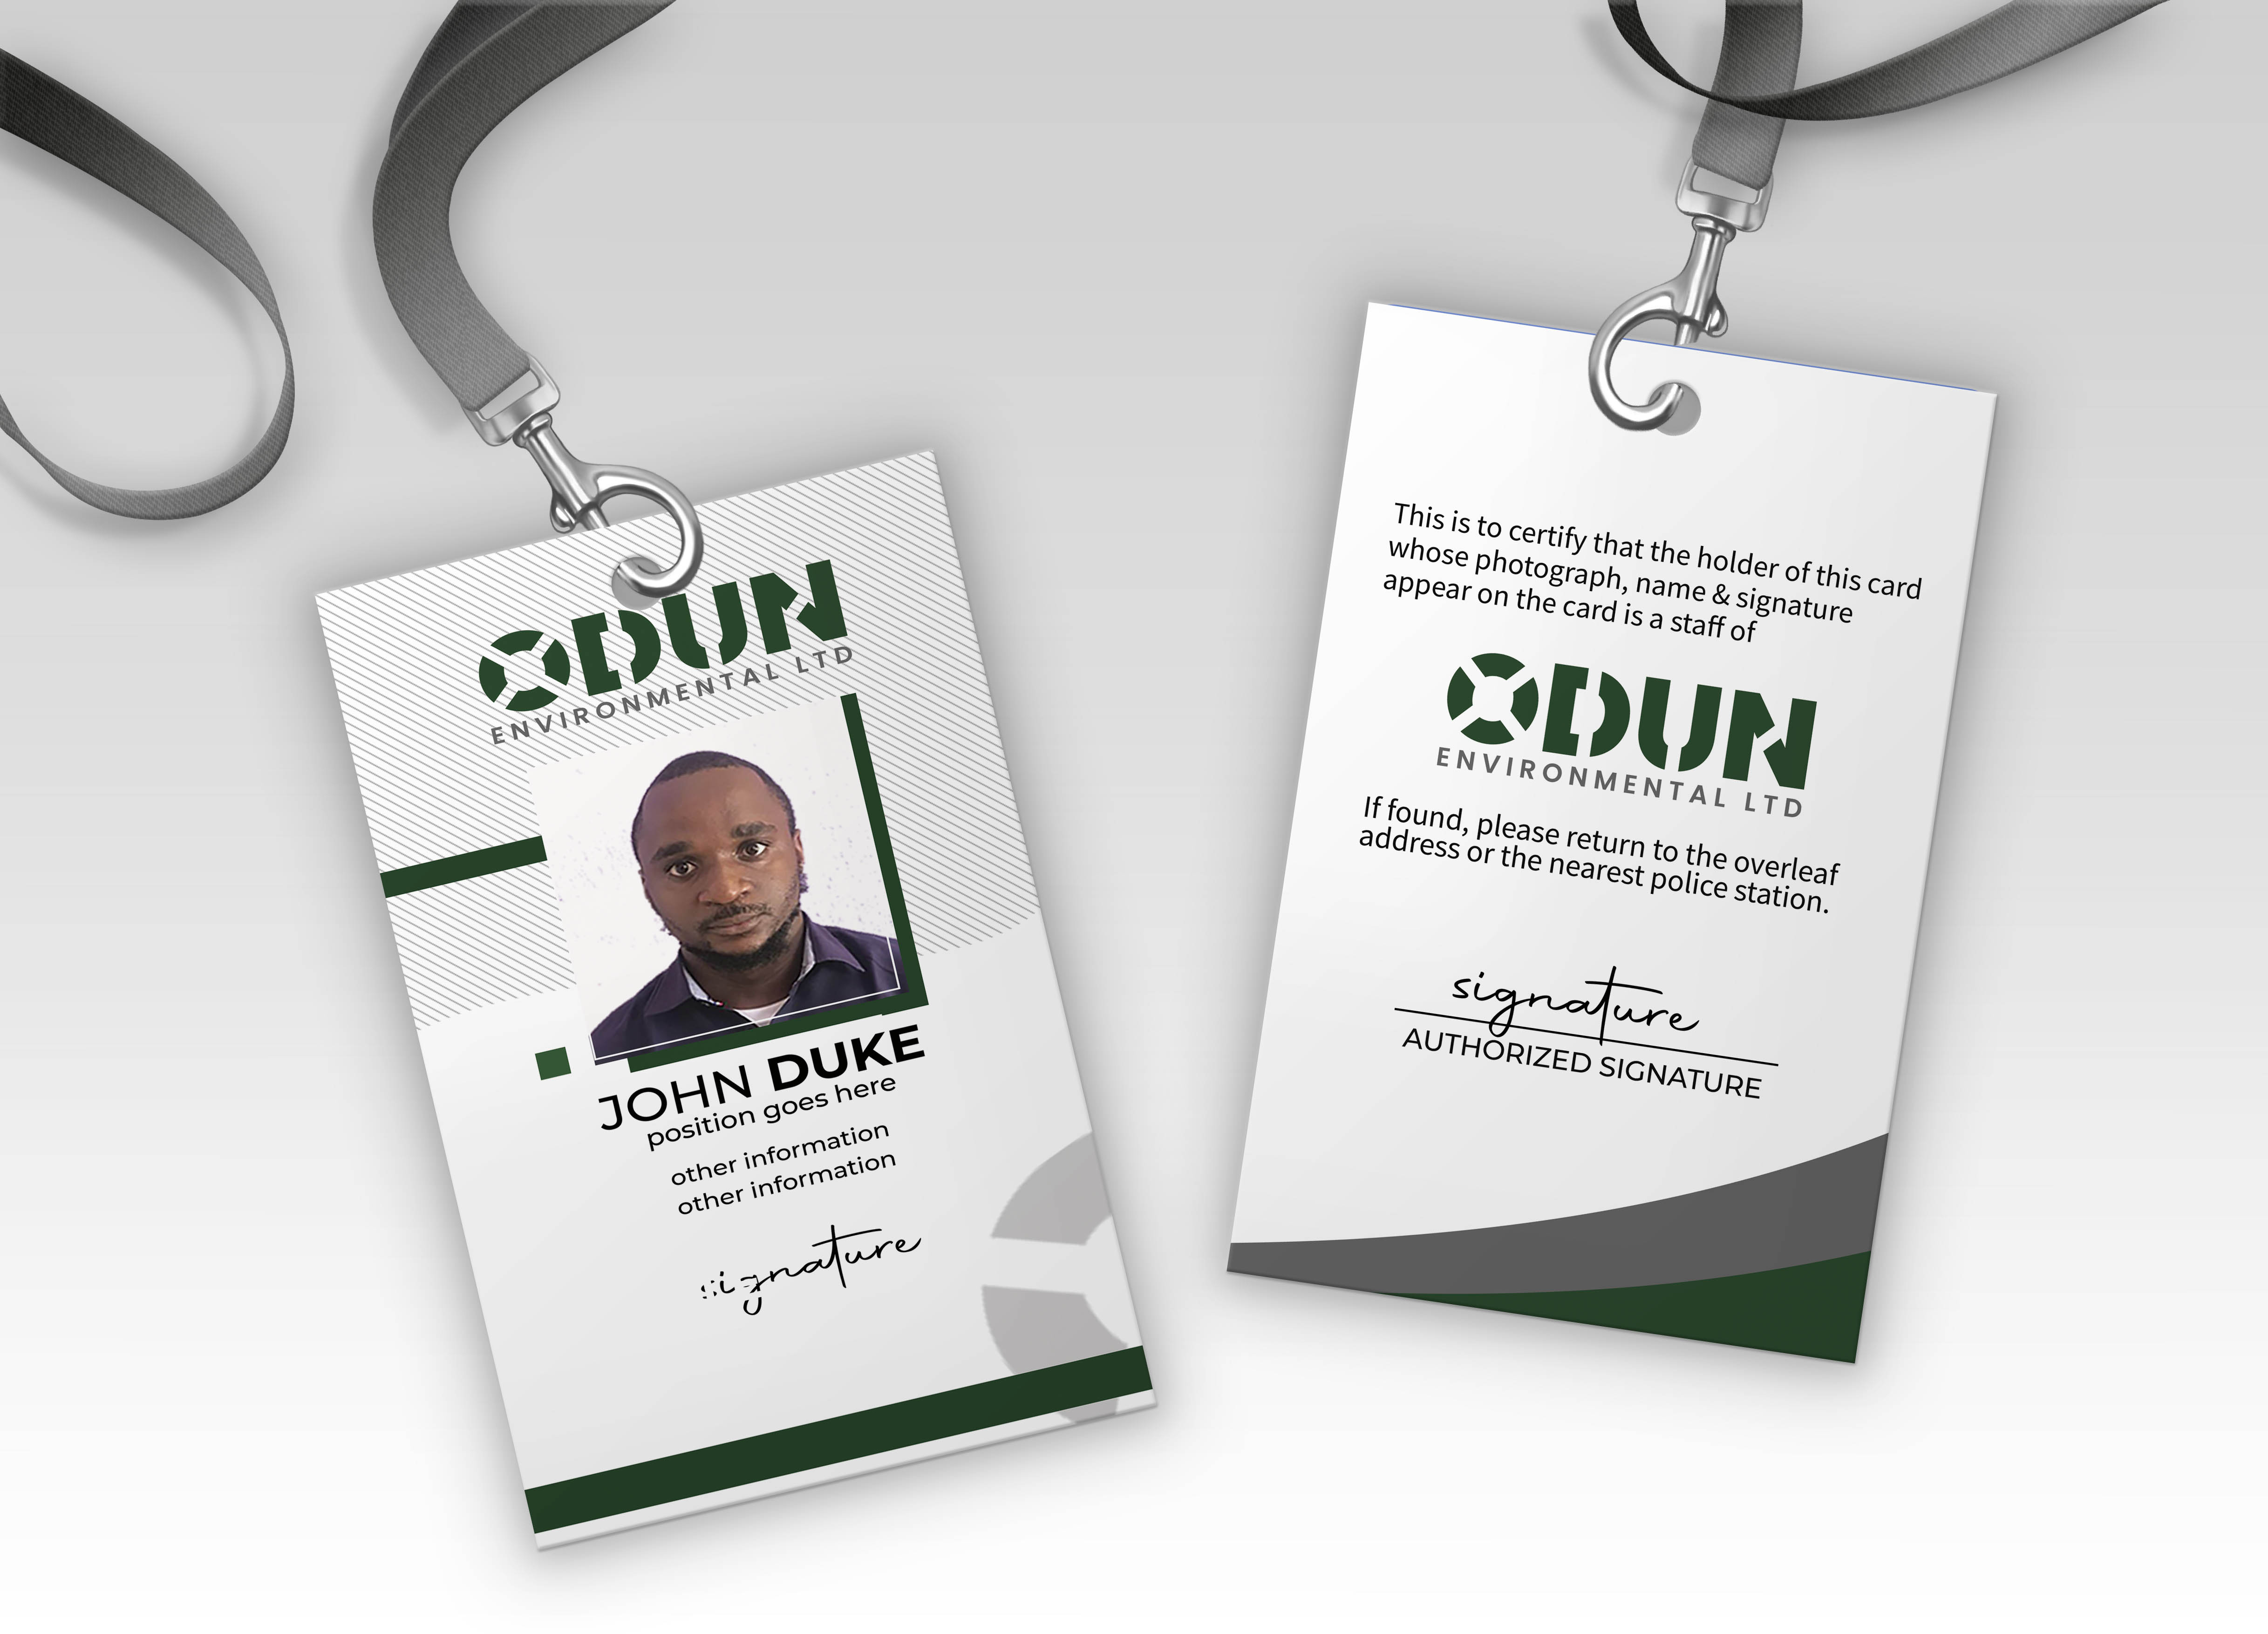 ODUN
ENVIRONMENTAL LTD
JOHN DUKE
position goes here
other information
other information
signature
This is to certify that the holder of this card
whose photograph, name & signature
appear on the card is a staff of
ODUN
ENVIRONMENTAL LTD
If found, please return to the overleaf
address or the nearest police station.
signature
AUTHORIZED SIGNATURE